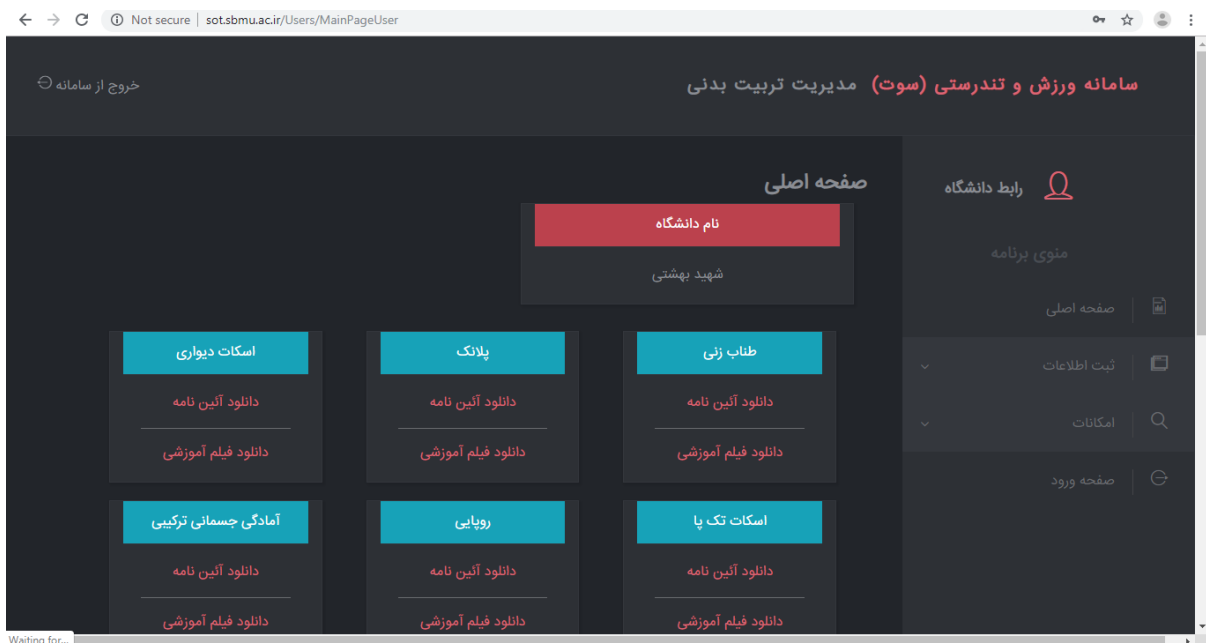 Not secure | sot.sbmu.ac.ir/Users/MainPageUser
سامانه ورزش و تندرستی (سوت) مدیریت تربیت بدنی
خروج از سامانه
رابط دانشگاه
منوی برنامه
صفحه اصلی
ثبت اطلاعات
امکانات
صفحه ورود
صفحه اصلی
نام دانشگاه
شهید بهشتی
طناب زنی
دانلود آئین نامه
دانلود فیلم آموزشی
پلانک
دانلود آئین نامه
دانلود فیلم آموزشی
اسکات دیواری
دانلود آئین نامه
دانلود فیلم آموزشی
اسکات تک پا
دانلود آئین نامه
دانلود فیلم آموزشی
روپایی
دانلود آئین نامه
دانلود فیلم آموزشی
آمادگی جسمانی ترکیبی
دانلود آئین نامه
دانلود فیلم آموزشی
Waiting for...